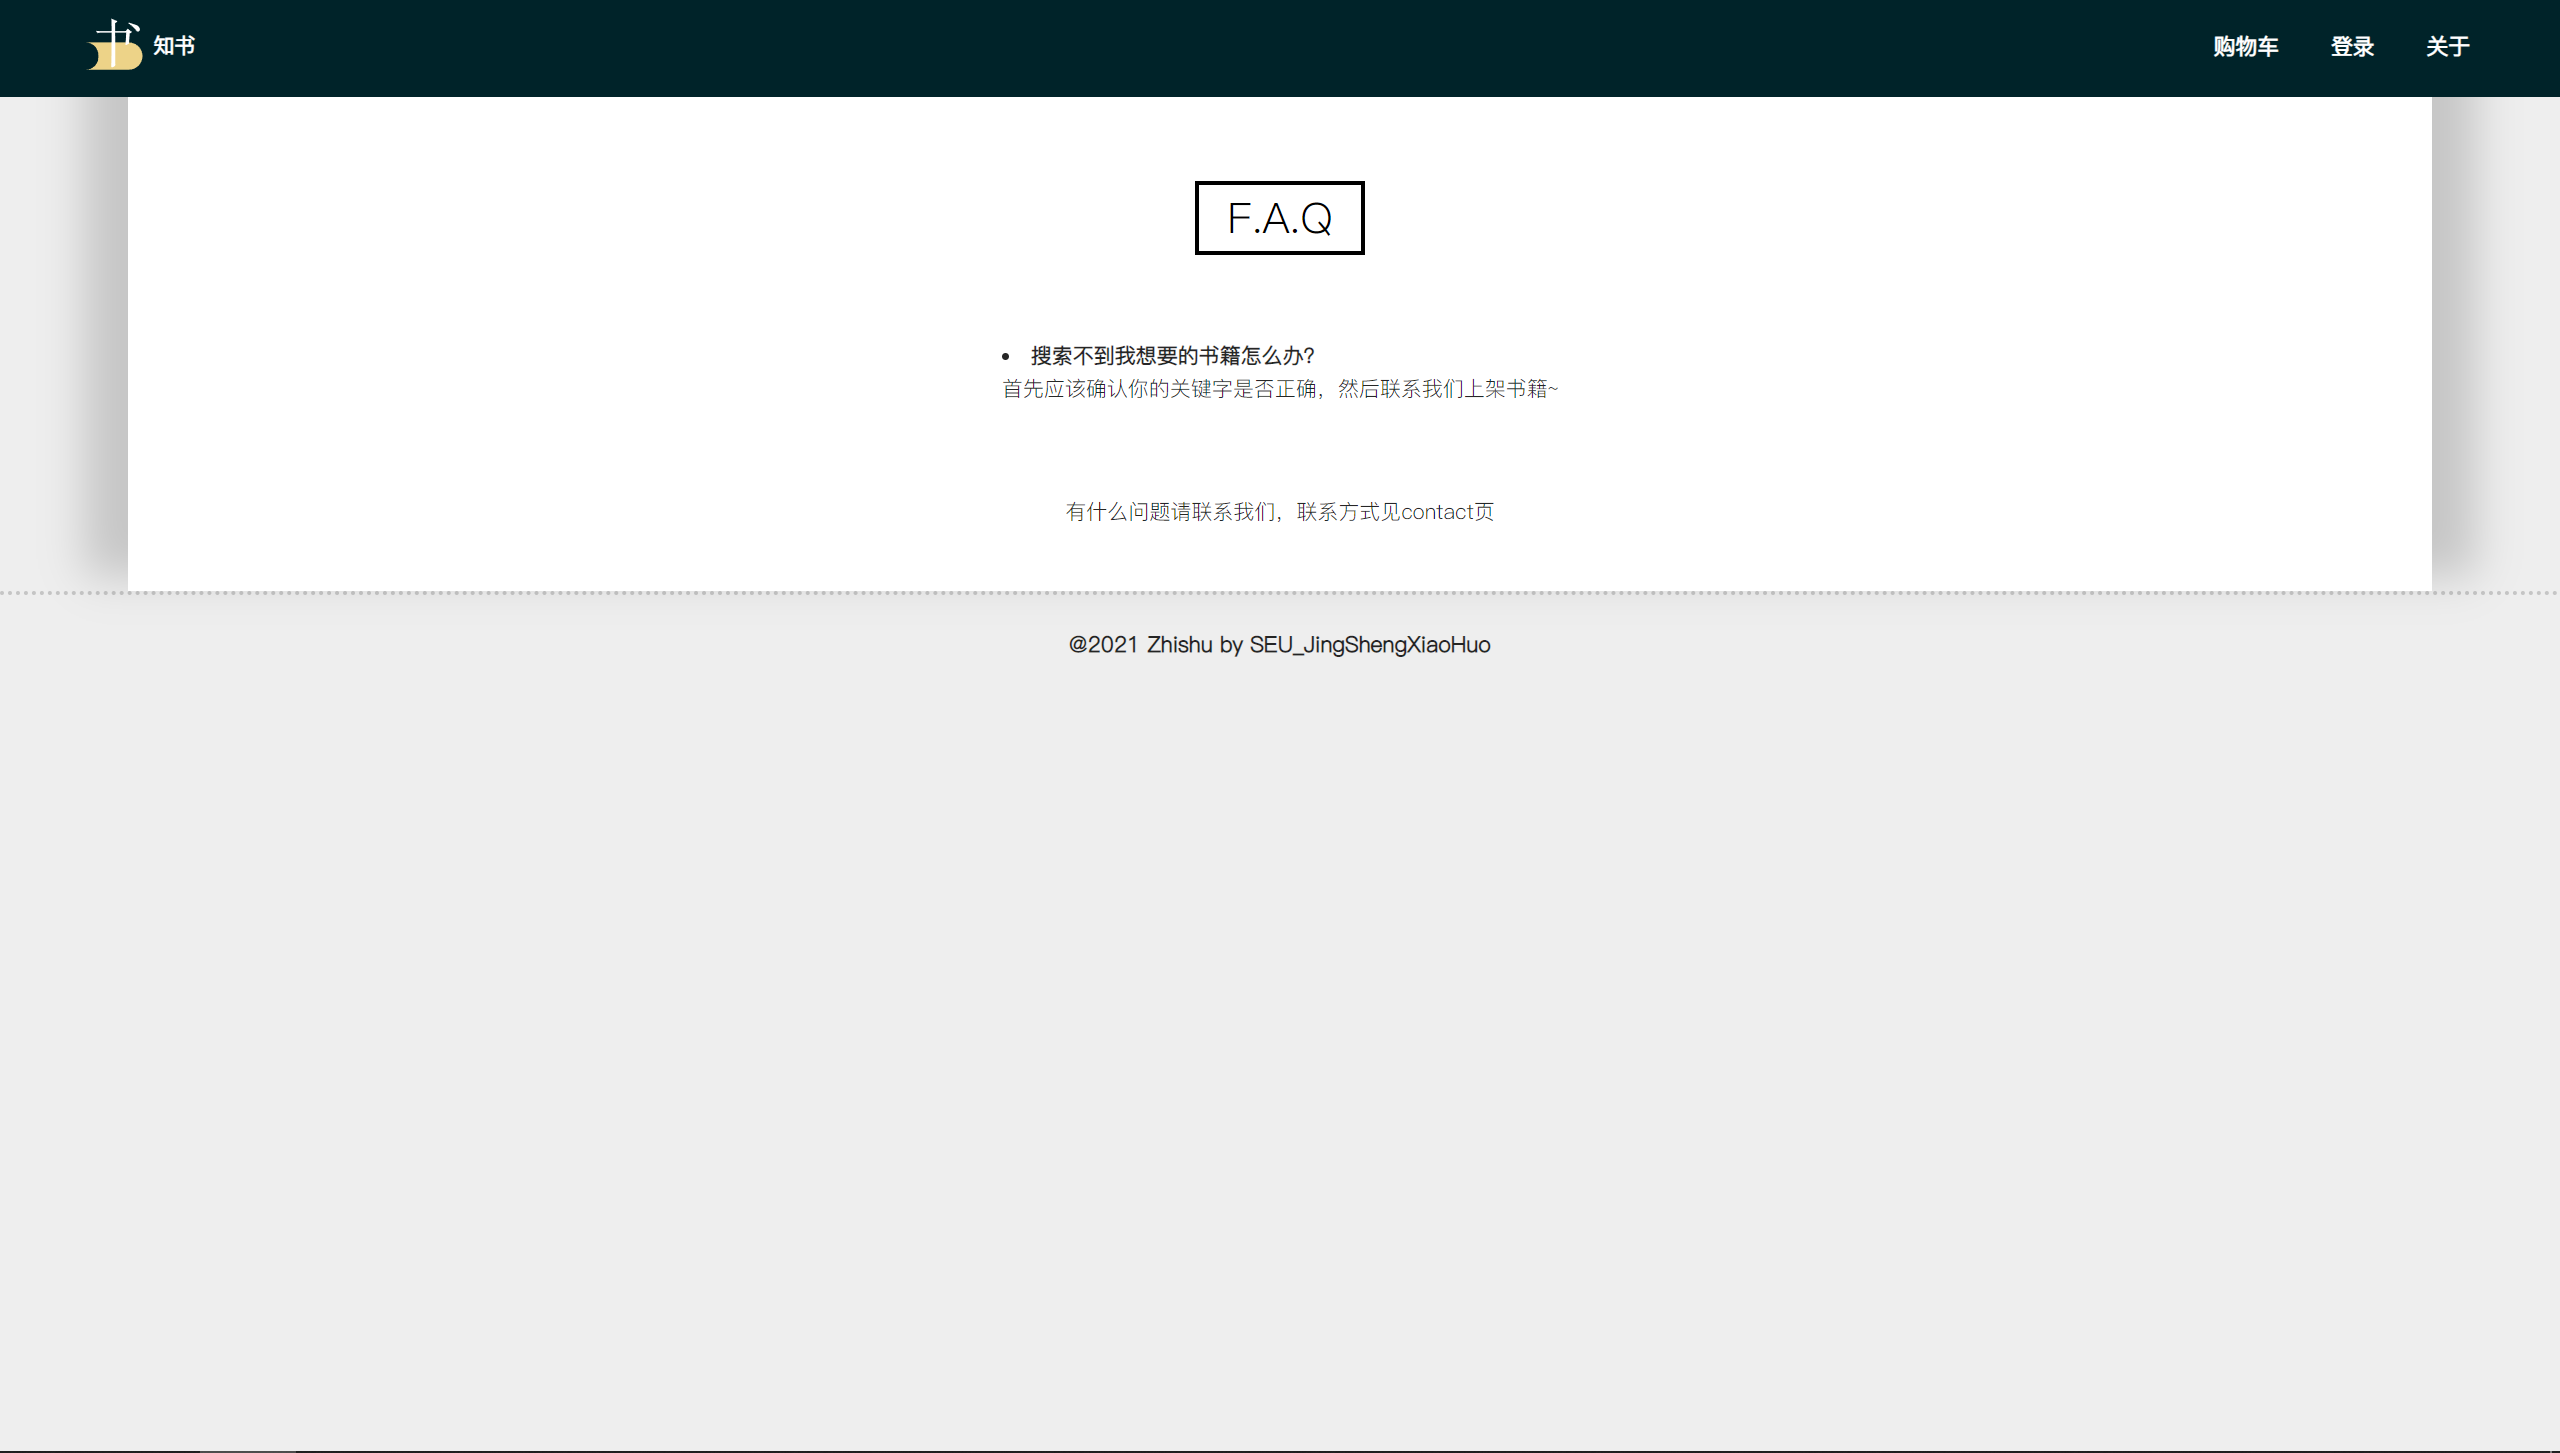 书 知书
购物车 登录 关于
F.A.Q
• 搜索不到我想要的书籍怎么办?
首先应该确认你的关键字是否正确，然后联系我们上架书籍~
有什么问题请联系我们，联系方式见contact页
@2021 Zhishu by SEU_JingShengXiaoHuo